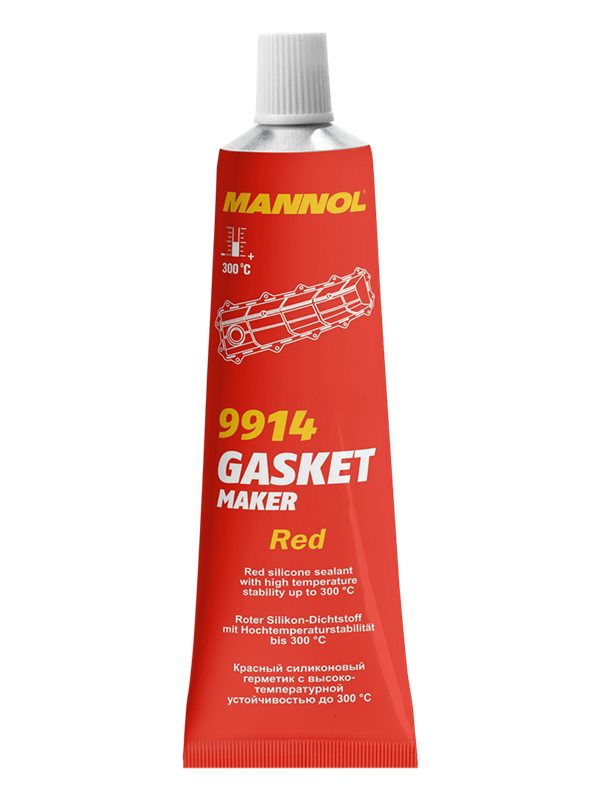 MANNOL®
- +
300 °C
9914
GASKET
MAKER
Red
Red silicone sealant
with high temperature
stability up to 300 °C
Roter Silikon-Dichtstoff
mit Hochtemperaturstabilität
bis 300 °C
Красный силиконовый
герметик с высоко-
температурной
устойчивостью до 300 °C